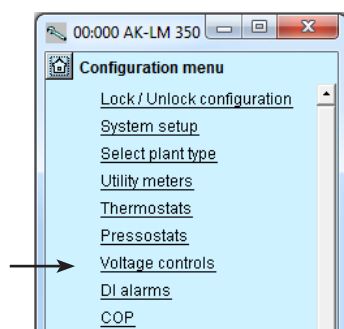 00:000 AK-LM 350
Configuration menu
Lock / Unlock configuration
System setup
Select plant type
Utility meters
Thermostats
Pressostats
Voltage controls
DI alarms
COP